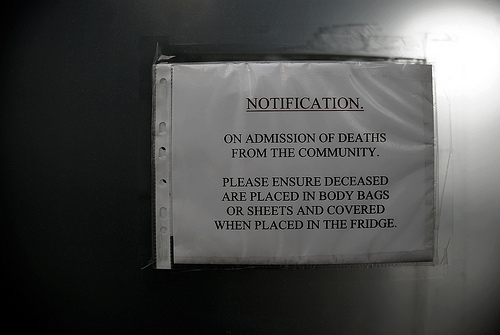 NOTIFICATION.
ON ADMISSION OF DEATHS
FROM THE COMMUNITY.
PLEASE ENSURE DECEASED
ARE PLACED IN BODY BAGS
OR SHEETS AND COVERED
WHEN PLACED IN THE FRIDGE.